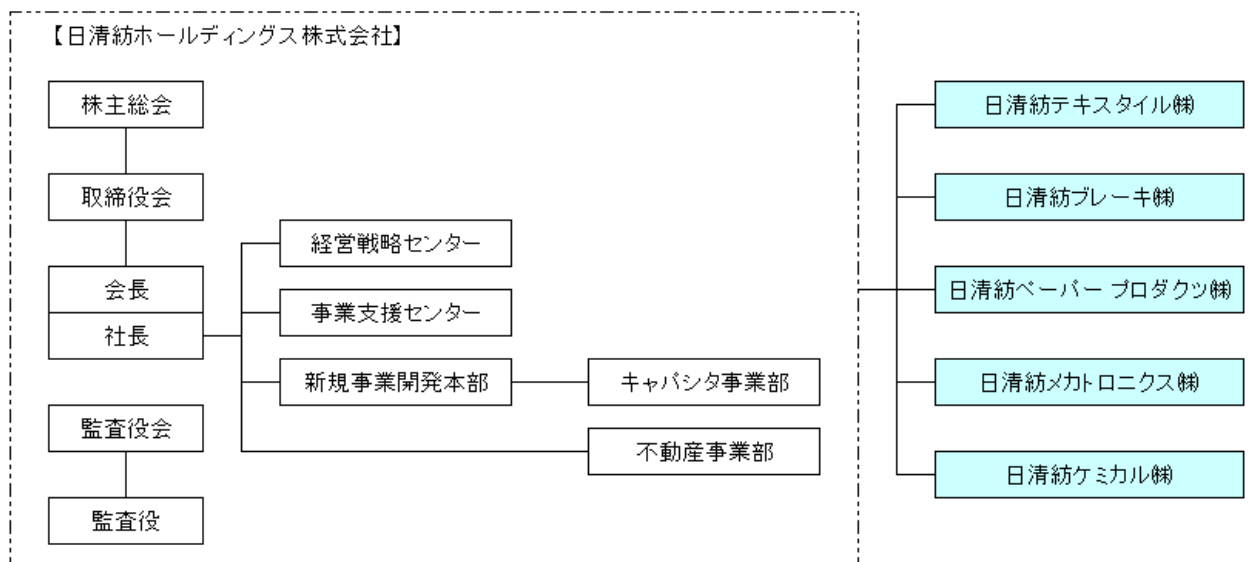 【日清紡ホールディングス株式会社】
株主総会
取締役会
会長
社長
監査役会
監査役
経営戦略センター
事業支援センター
新規事業開発本部
キャパシタ事業部
不動産事業部
日清紡テキスタイル㈱
日清紡ブレーキ㈱
日清紡ペーパー プロダクツ㈱
日清紡メカトロニクス㈱
日清紡ケミカル㈱